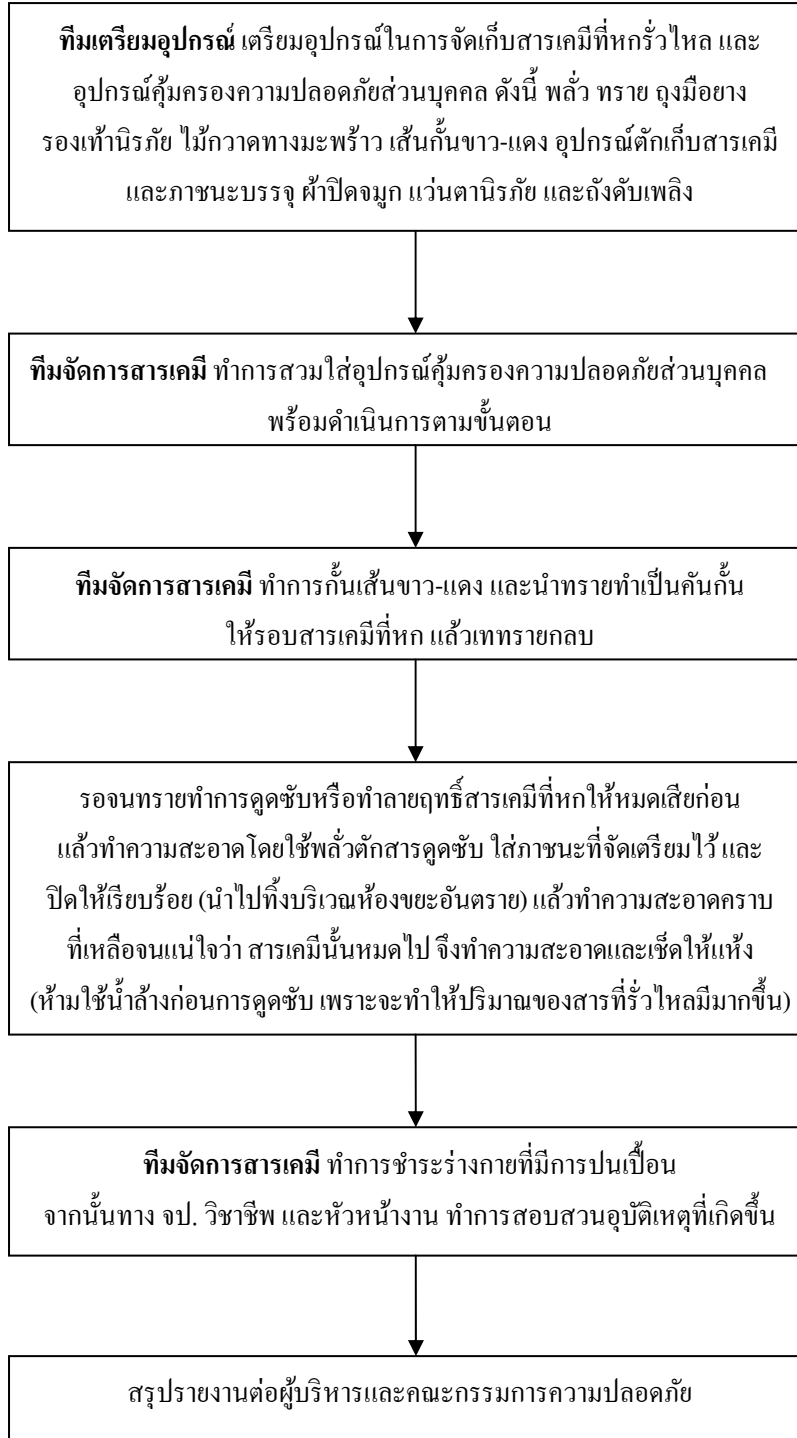 ทีมเตรียมอุปกรณ์ เตรียมอุปกรณ์ในการจัดเก็บสารเคมีที่หกรั่วไหล และ
อุปกรณ์คุ้มครองความปลอดภัยส่วนบุคคล ดังนี้ พลั่ว ทราย ถุงมือยาง
รองเท้านิรภัย ไม้กวาดทางมะพร้าว เส้นกั้นขาว-แดง อุปกรณ์ตักเก็บสารเคมี
และภาชนะบรรจุ ผ้าปิดจมูก แว่นตานิรภัย และถังดับเพลิง
ทีมจัดการสารเคมี ทำการสวมใส่อุปกรณ์คุ้มครองความปลอดภัยส่วนบุคคล
พร้อมดำเนินการตามขั้นตอน
ทีมจัดการสารเคมี ทำการกั้นเส้นขาว-แดง และนำทรายทำเป็นคันกั้น
ให้รอบสารเคมีที่หก แล้วเททรายกลบ
รอจนทรายทำการดูดซับหรือทำลายฤทธิ์สารเคมีที่หกให้หมดเสียก่อน
แล้วทำความสะอาดโดยใช้พลั่วตักสารดูดซับ ใส่ภาชนะที่จัดเตรียมไว้ และ
ปิดให้เรียบร้อย (นำไปทิ้งบริเวณห้องขยะอันตราย) แล้วทำความสะอาดคราบ
ที่เหลือจนแน่ใจว่า สารเคมีนั้นหมดไป จึงทำความสะอาดและเช็ดให้แห้ง
(ห้ามใช้น้ำล้างก่อนการดูดซับ เพราะจะทำให้ปริมาณของสารที่รั่วไหลมีมากขึ้น)
ทีมจัดการสารเคมี ทำการชำระร่างกายที่มีการปนเปื้อน
จากนั้นทาง จป. วิชาชีพ และหัวหน้างาน ทำการสอบสวนอุบัติเหตุที่เกิดขึ้น
สรุปรายงานต่อผู้บริหารและคณะกรรมการความปลอดภัย